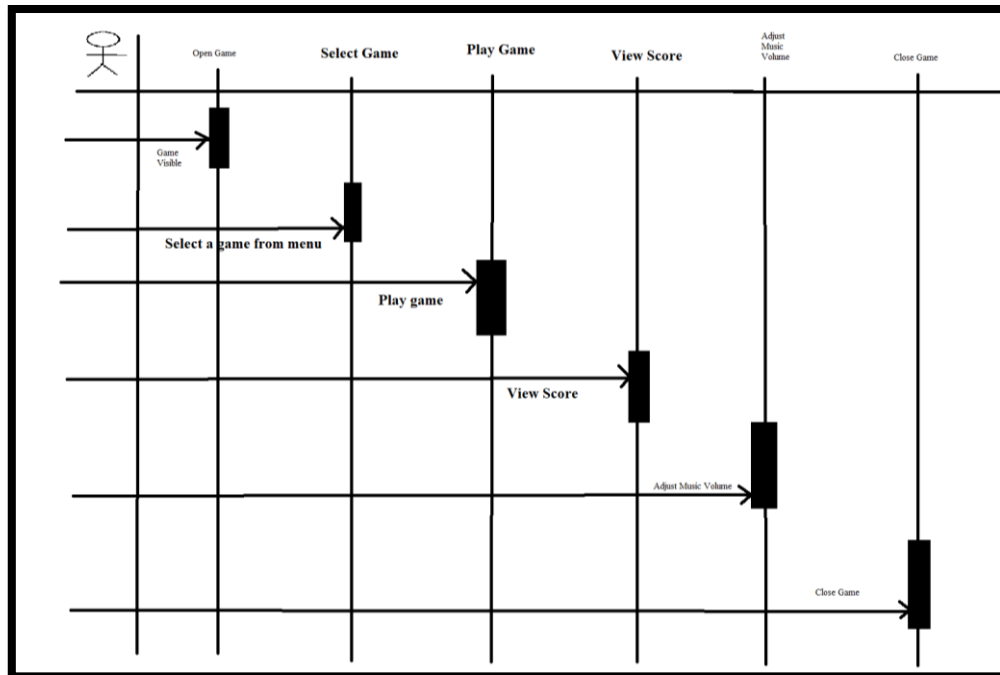 Open Game
Select Game
Play Game
View Score
Adjust
Music
Volume
Close Game
Game
Visible
Select a game from menu
Play game
View Score
Adjust Music Volume
Close Game